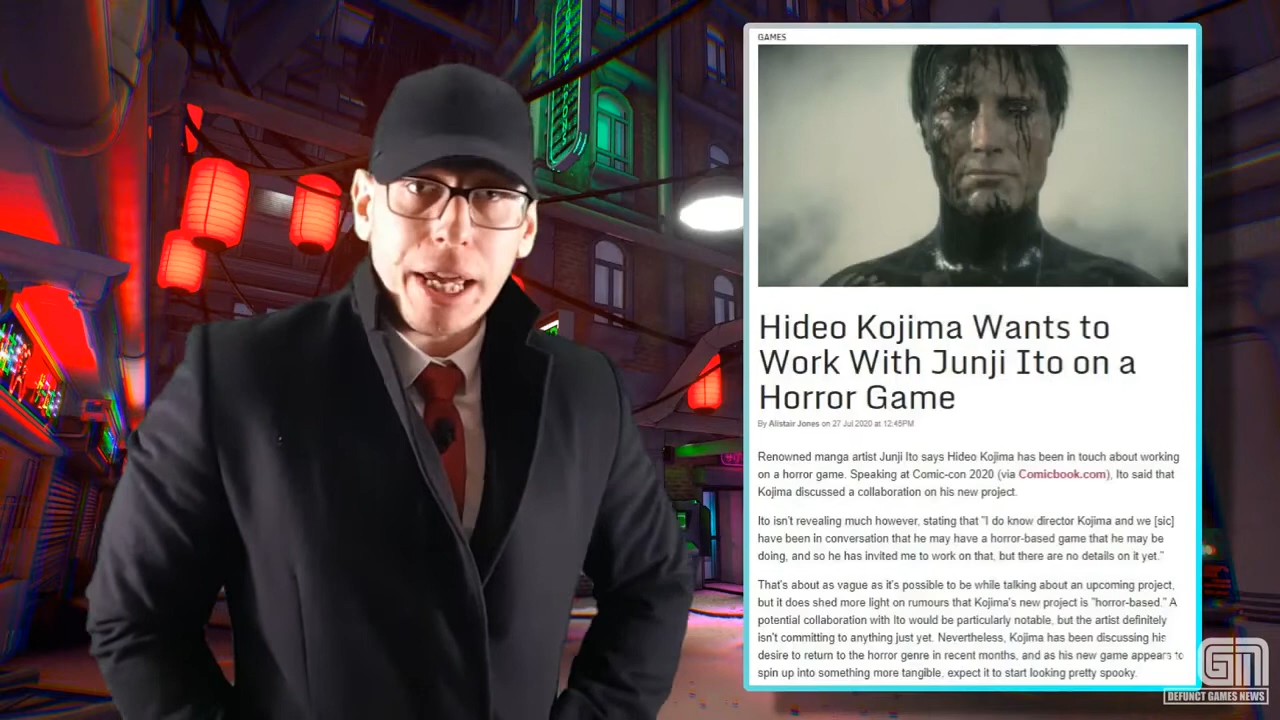 GAMES
Hideo Kojima Wants to
Work With Junji Ito on a
Horror Game
By Alistair Jones on 27 Jul 2020 at 12:45PM
Renowned manga artist Junji Ito says Hideo Kojima has been in touch about working
on a horror game. Speaking at Comic-con 2020 (via Comicbook.com), Ito said that
Kojima discussed a collaboration on his new project.
Ito isn't revealing much however, stating that "I do know director Kojima and we [sic]
have been in conversation that he may have a horror-based game that he may be
doing, and so he has invited me to work on that, but there are no details on it yet."
That's about as vague as it's possible to be while talking about an upcoming project,
but it does shed more light on rumours that Kojima's new project is "horror-based." A
potential collaboration with Ito would be particularly notable, but the artist definitely
isn't committing to anything just yet. Nevertheless, Kojima has been discussing his
desire to return to the horror genre in recent months, and as his new game appears to
spin up into something more tangible, expect it to start looking pretty spooky.
DEFUNCT GAMES NEWS